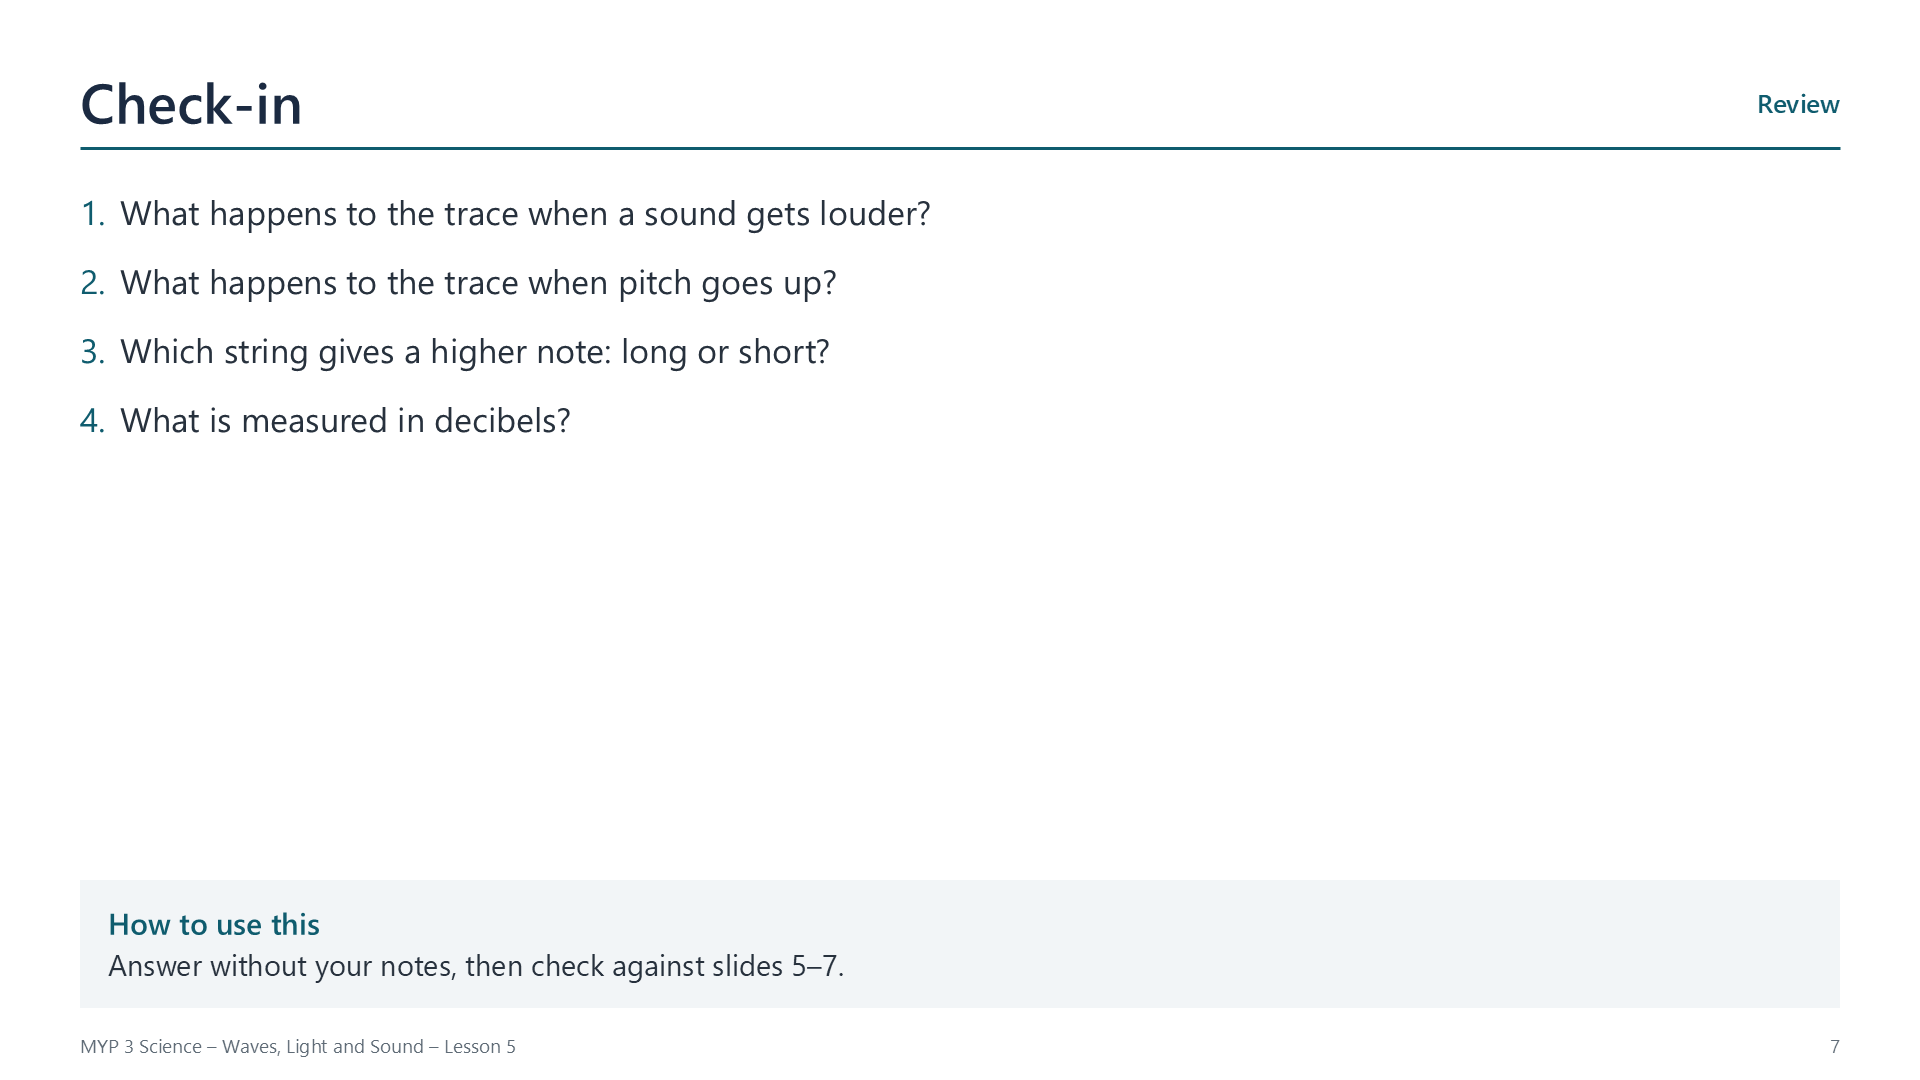 Check-in
Review
1. What happens to the trace when a sound gets louder?
2. What happens to the trace when pitch goes up?
3. Which string gives a higher note: long or short?
4. What is measured in decibels?
How to use this
Answer without your notes, then check against slides 5–7.
MYP 3 Science – Waves, Light and Sound – Lesson 5
7